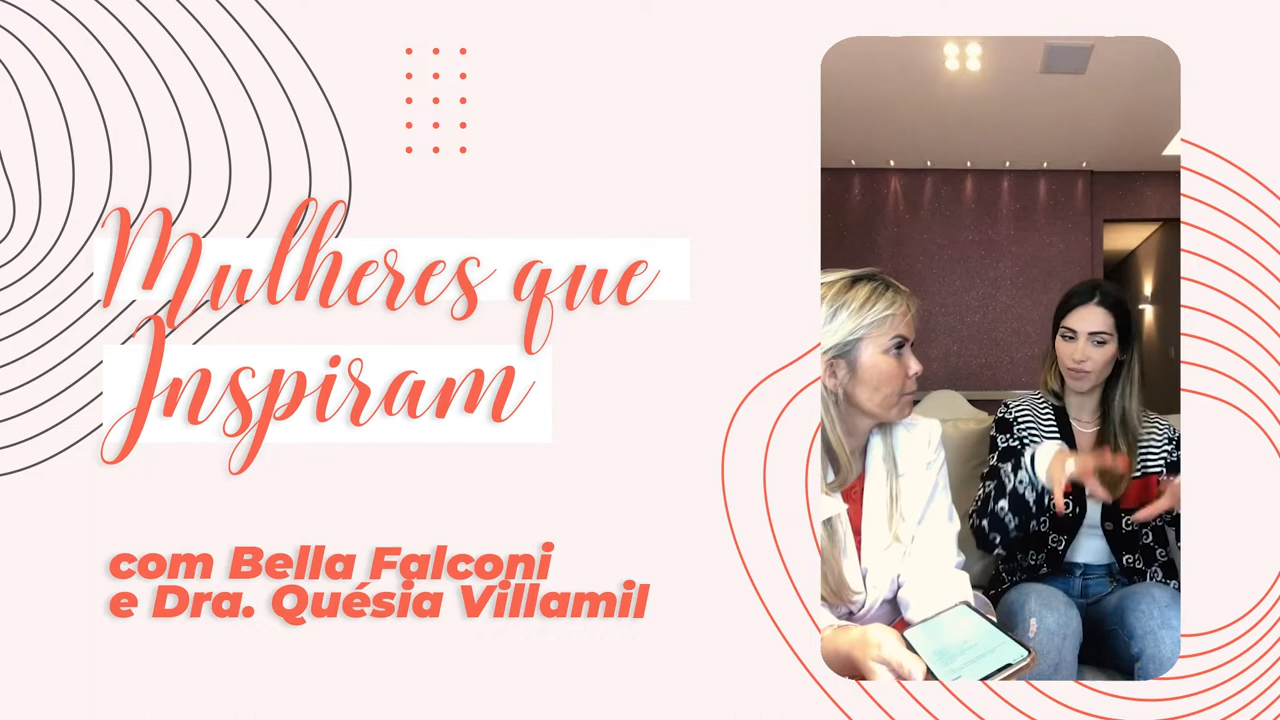 Mulheres que
Inspiram
com Bella Falconi
e Dra. Quésia Villamil